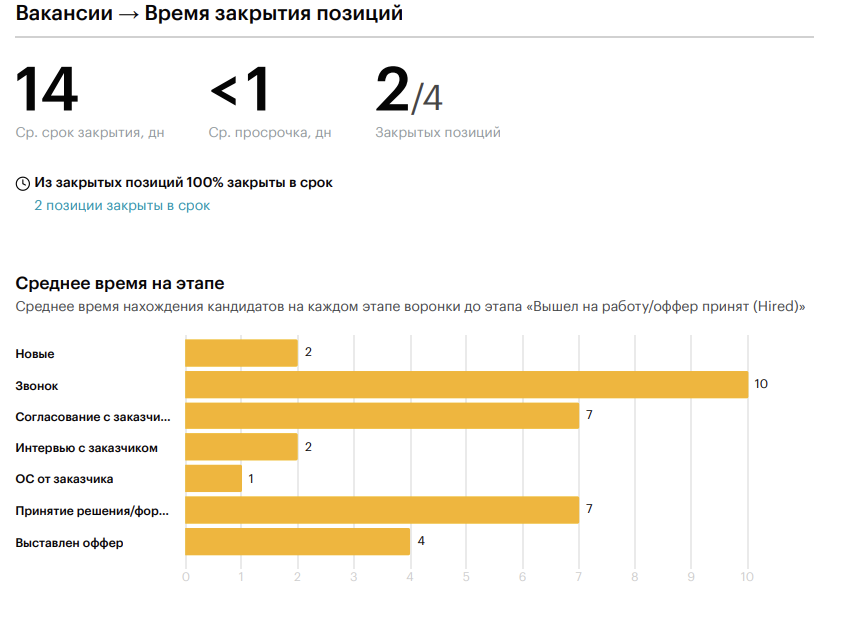 Вакансии → Время закрытия позиций
14 <1 2/4
Ср. срок закрытия, дн Ср. просрочка, дн Закрытых позиций
Из закрытых позиций 100% закрыты в срок
2 позиции закрыты в срок
Среднее время на этапе
Среднее время нахождения кандидатов на каждом этапе воронки до этапа «Вышел на работу/оффер принят (Hired)»
Новые 2
Звонок 10
Согласование с заказчи... 7
Интервью с заказчиком 2
ОС от заказчика 1
Принятие решения/фор... 7
Выставлен оффер 4
0 1 2 3 4 5 6 7 8 9 10